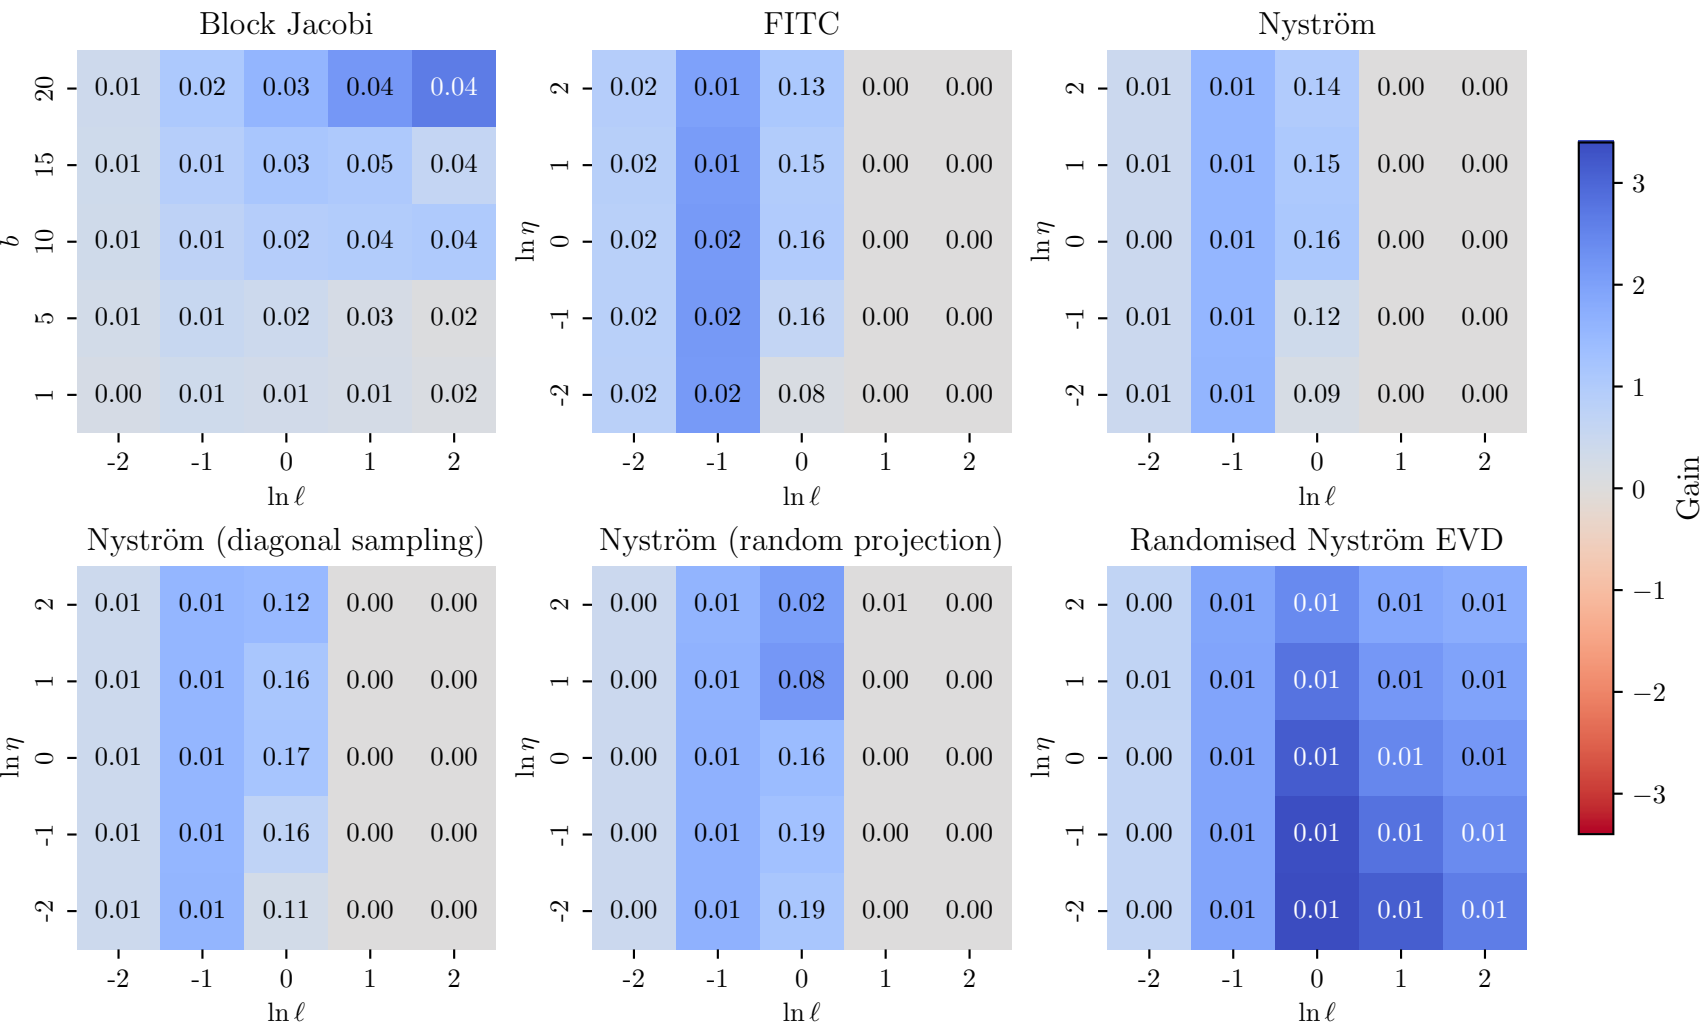 Block Jacobi
20 0.01 0.02 0.03 0.04 0.04
15 0.01 0.01 0.03 0.05 0.04
b
10 0.01 0.01 0.02 0.04 0.04
5 0.01 0.01 0.02 0.03 0.02
1 0.00 0.01 0.01 0.01 0.02
-2 -1 0 1 2
ln ℓ
FITC
2 0.02 0.01 0.13 0.00 0.00
1 0.02 0.01 0.15 0.00 0.00
ln η
0 0.02 0.02 0.16 0.00 0.00
-1 0.02 0.02 0.16 0.00 0.00
-2 0.02 0.02 0.08 0.00 0.00
-2 -1 0 1 2
ln ℓ
Nyström
2 0.01 0.01 0.14 0.00 0.00
1 0.01 0.01 0.15 0.00 0.00
ln η
0 0.00 0.01 0.16 0.00 0.00
-1 0.01 0.01 0.12 0.00 0.00
-2 0.01 0.01 0.09 0.00 0.00
-2 -1 0 1 2
ln ℓ
Nyström (diagonal sampling)
2 0.01 0.01 0.12 0.00 0.00
1 0.01 0.01 0.16 0.00 0.00
ln η
0 0.01 0.01 0.17 0.00 0.00
-1 0.01 0.01 0.16 0.00 0.00
-2 0.01 0.01 0.11 0.00 0.00
-2 -1 0 1 2
ln ℓ
Nyström (random projection)
2 0.00 0.01 0.02 0.01 0.00
1 0.00 0.01 0.08 0.00 0.00
ln η
0 0.00 0.01 0.16 0.00 0.00
-1 0.00 0.01 0.19 0.00 0.00
-2 0.00 0.01 0.19 0.00 0.00
-2 -1 0 1 2
ln ℓ
Randomised Nyström EVD
2 0.00 0.01 0.01 0.01 0.01
1 0.01 0.01 0.01 0.01 0.01
ln η
0 0.00 0.01 0.01 0.01 0.01
-1 0.00 0.01 0.01 0.01 0.01
-2 0.00 0.01 0.01 0.01 0.01
-2 -1 0 1 2
ln ℓ
3
2
1
0
−1
−2
−3
Gain